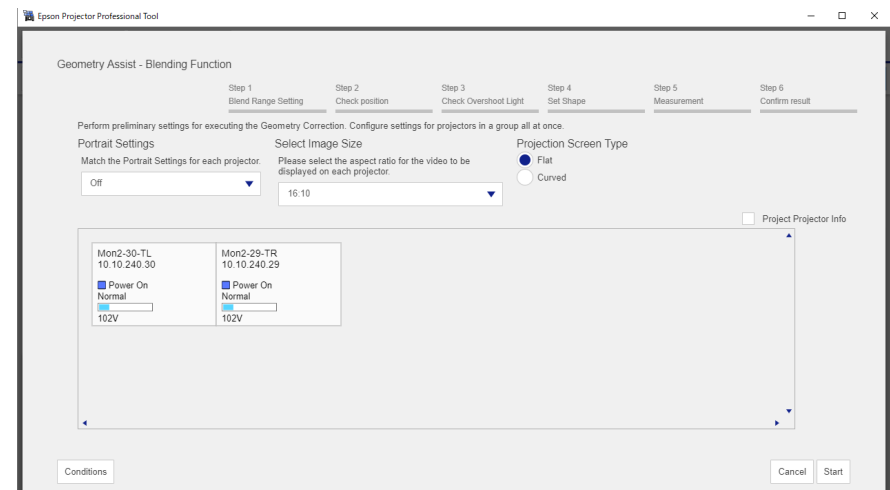 Epson Projector Professional Tool
Geometry Assist - Blending Function
Step 1 Step 2 Step 3 Step 4 Step 5 Step 6
Blend Range Setting Check position Check Overshoot Light Set Shape Measurement Confirm result
Perform preliminary settings for executing the Geometry Correction. Configure settings for projectors in a group all at once.
Portrait Settings Select Image Size Projection Screen Type
Match the Portrait Settings for each projector. Please select the aspect ratio for the video to be
displayed on each projector.
Off
16:10
Flat
Curved
Project Projector Info
Mon2-30-TL Mon2-29-TR
10.10.240.30 10.10.240.29
Power On Power On
Normal Normal
102V 102V
Conditions Cancel Start